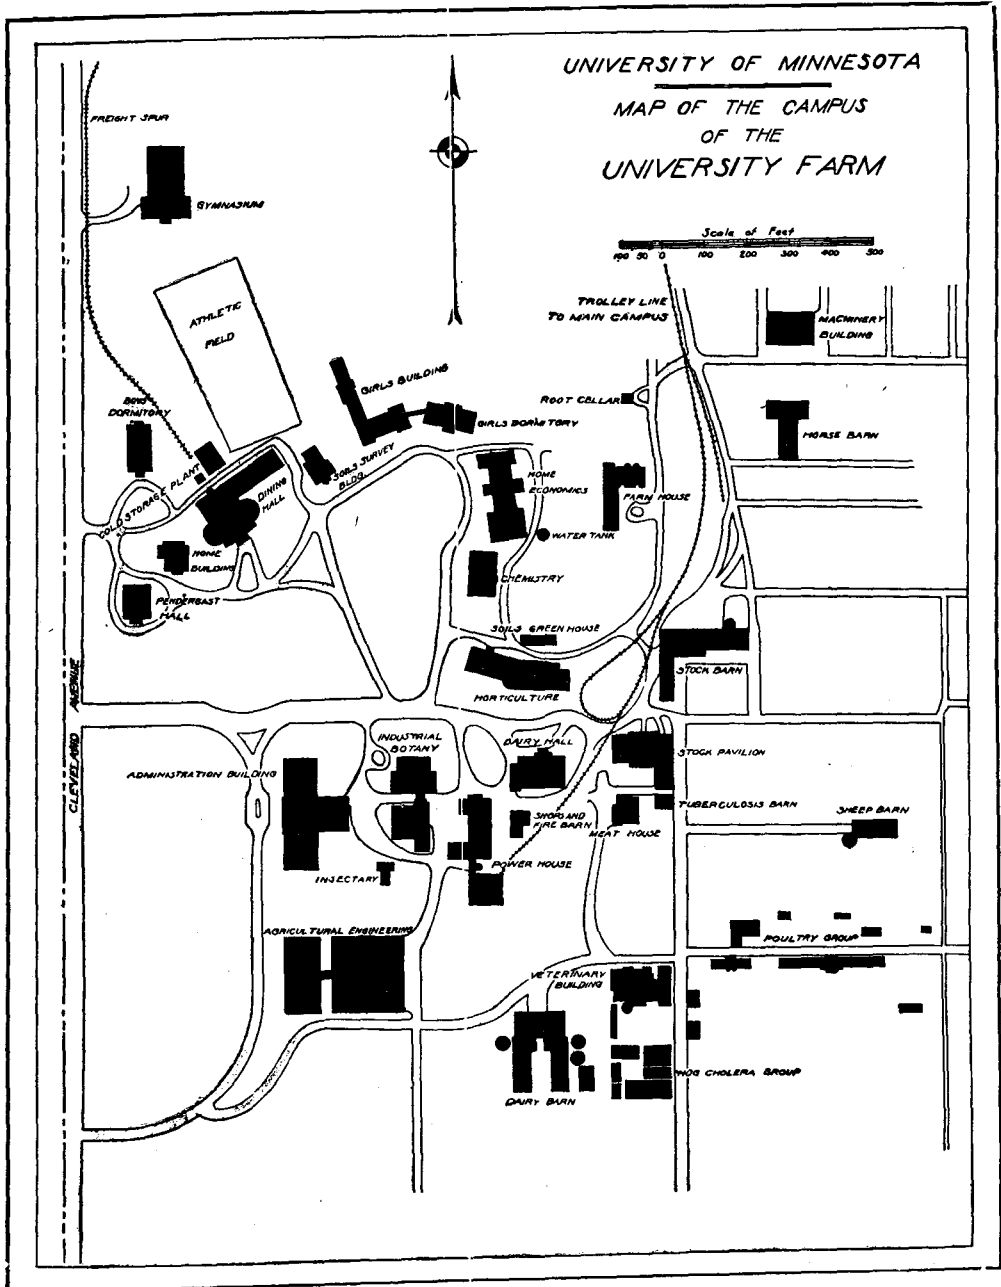 UNIVERSITY OF MINNESOTA
MAP OF THE CAMPUS
OF THE
UNIVERSITY FARM
Scale of Feet
100 50 0 100 200 300 400 500
FREIGHT SPUR
GYMNASIUM
ATHLETIC
FIELD
TROLLEY LINE
TO MAIN CAMPUS
MACHINERY
BUILDING
GIRLS BUILDING
ROOT CELLAR
BOYS
DORMITORY
GIRLS DORMITORY
HORSE BARN
COLD STORAGE PLANT
DINING
HALL
SOILS SURVEY
BLDG.
HOME
ECONOMICS
FARM HOUSE
WATER TANK
HOME
BUILDING
CHEMISTRY
PENDERGAST
HALL
SOILS GREEN HOUSE
STOCK BARN
HORTICULTURE
CLEVELAND AVENUE
INDUSTRIAL
BOTANY
DAIRY HALL
STOCK PAVILION
ADMINISTRATION BUILDING
TUBERCULOSIS BARN
SHEEP BARN
SHOPS AND
FIRE BARN
MEAT HOUSE
POWER HOUSE
INSECTARY
AGRICULTURAL ENGINEERING
POULTRY GROUP
VETERINARY
BUILDING
HOG CHOLERA GROUP
DAIRY BARN